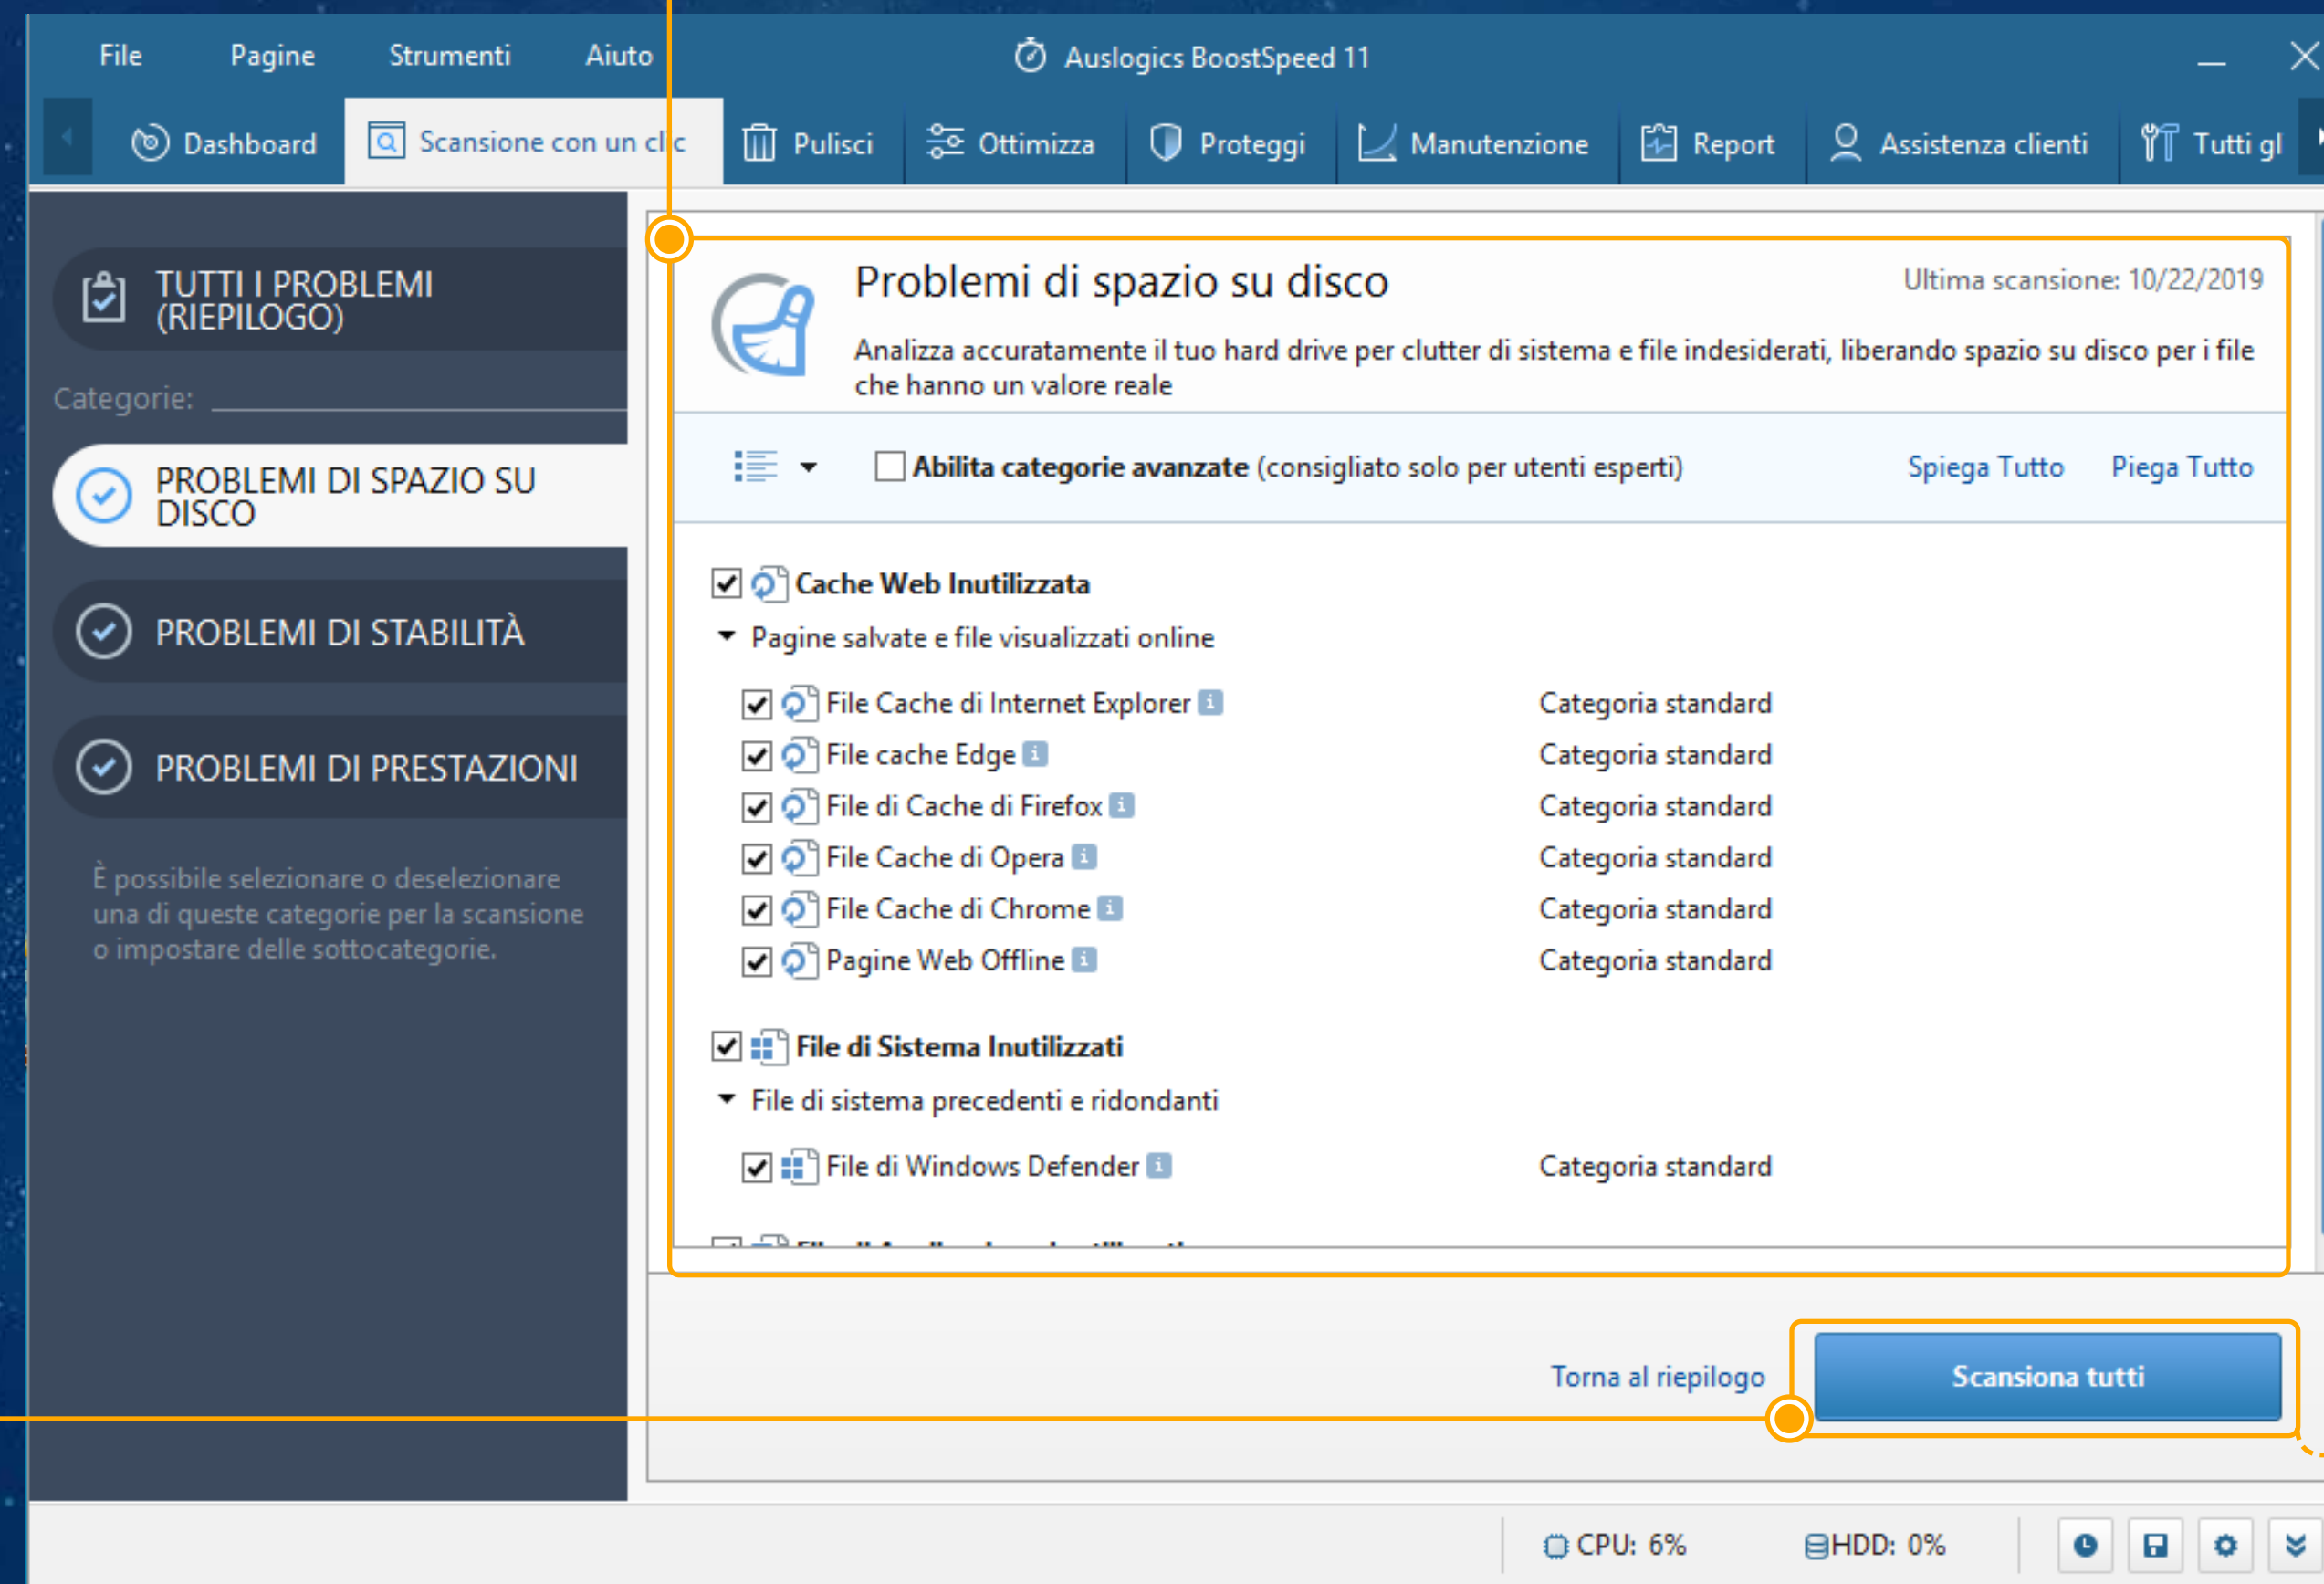 File Pagine Strumenti Aiuto Auslogics BoostSpeed 11
Dashboard Scansione con un clic Pulisci Ottimizza Proteggi Manutenzione Report Assistenza clienti Tutti gl
TUTTI I PROBLEMI
(RIEPILOGO)
Categorie:
PROBLEMI DI SPAZIO SU
DISCO
PROBLEMI DI STABILITÀ
PROBLEMI DI PRESTAZIONI
È possibile selezionare o deselezionare
una di queste categorie per la scansione
o impostare delle sottocategorie.
Problemi di spazio su disco
Ultima scansione: 10/22/2019
Analizza accuratamente il tuo hard drive per clutter di sistema e file indesiderati, liberando spazio su disco per i file
che hanno un valore reale
Abilita categorie avanzate (consigliato solo per utenti esperti) Spiega Tutto Piega Tutto
Cache Web Inutilizzata
Pagine salvate e file visualizzati online
File Cache di Internet Explorer Categoria standard
File cache Edge Categoria standard
File di Cache di Firefox Categoria standard
File Cache di Opera Categoria standard
File Cache di Chrome Categoria standard
Pagine Web Offline Categoria standard
File di Sistema Inutilizzati
File di sistema precedenti e ridondanti
File di Windows Defender Categoria standard
Torna al riepilogo Scansiona tutti
CPU: 6% HDD: 0%